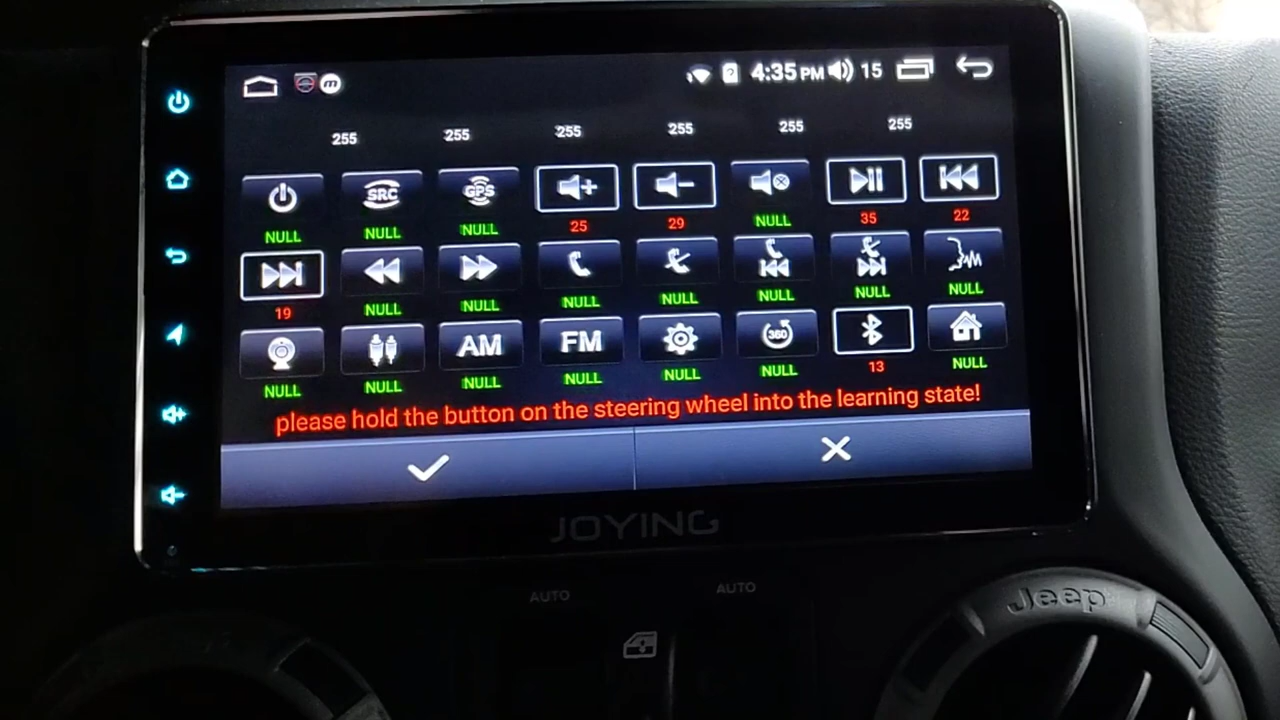 4:35 PM 15
255 255 255 255 255 255
SRC GPS
NULL NULL NULL 25 29 NULL 35 22
19 NULL NULL NULL NULL NULL NULL NULL
AM FM 360
NULL NULL NULL NULL NULL NULL 13 NULL
please hold the button on the steering wheel into the learning state!
JOYING
AUTO AUTO
Jeep